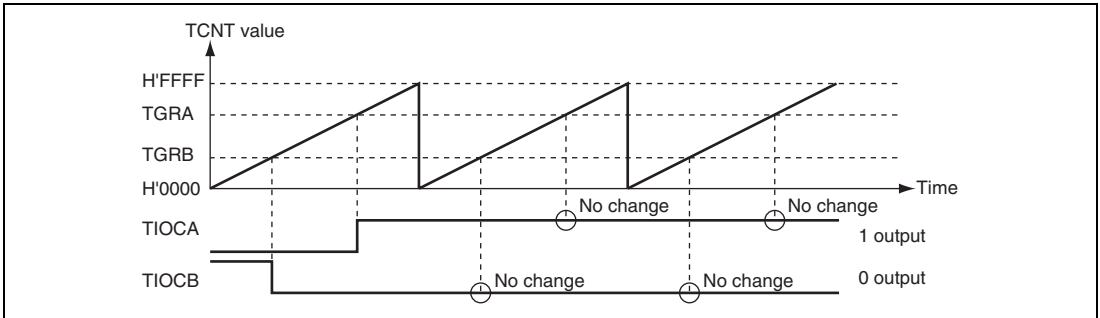 TCNT value
H'FFFF
TGRA
TGRB
H'0000
Time
No change
No change
TIOCA
1 output
No change
No change
TIOCB
0 output